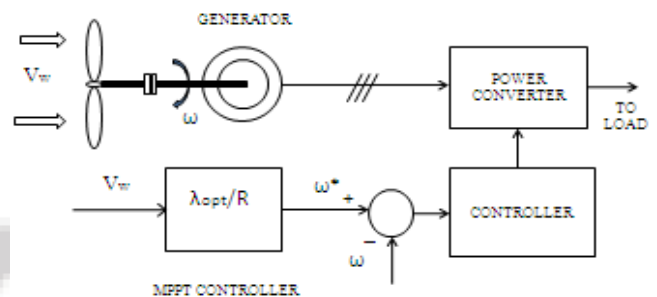 GENERATOR
Vw
ω
POWER
CONVERTER
TO
LOAD
Vw
λopt/R
ω*
+
−
ω
CONTROLLER
MPPT CONTROLLER